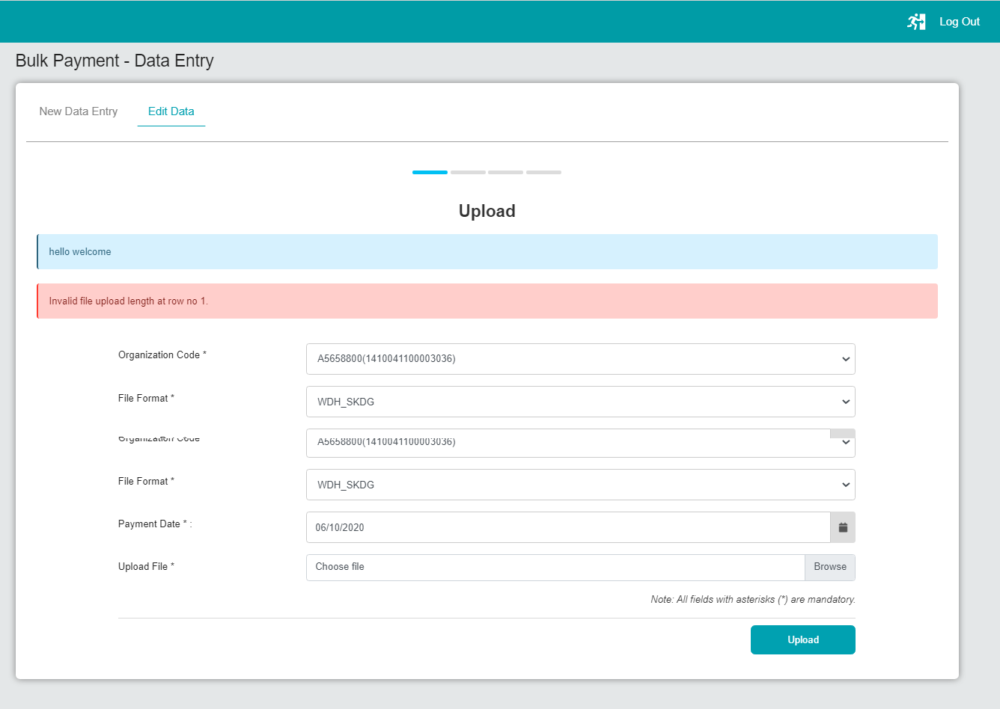 Log Out
Bulk Payment - Data Entry
New Data Entry Edit Data
Upload
hello welcome
Invalid file upload length at row no 1.
Organization Code * A5658800(1410041100003036)
File Format * WDH_SKDG
Organization Code A5658800(1410041100003036)
File Format * WDH_SKDG
Payment Date * : 06/10/2020
Upload File * Choose file Browse
Note: All fields with asterisks (*) are mandatory.
Upload